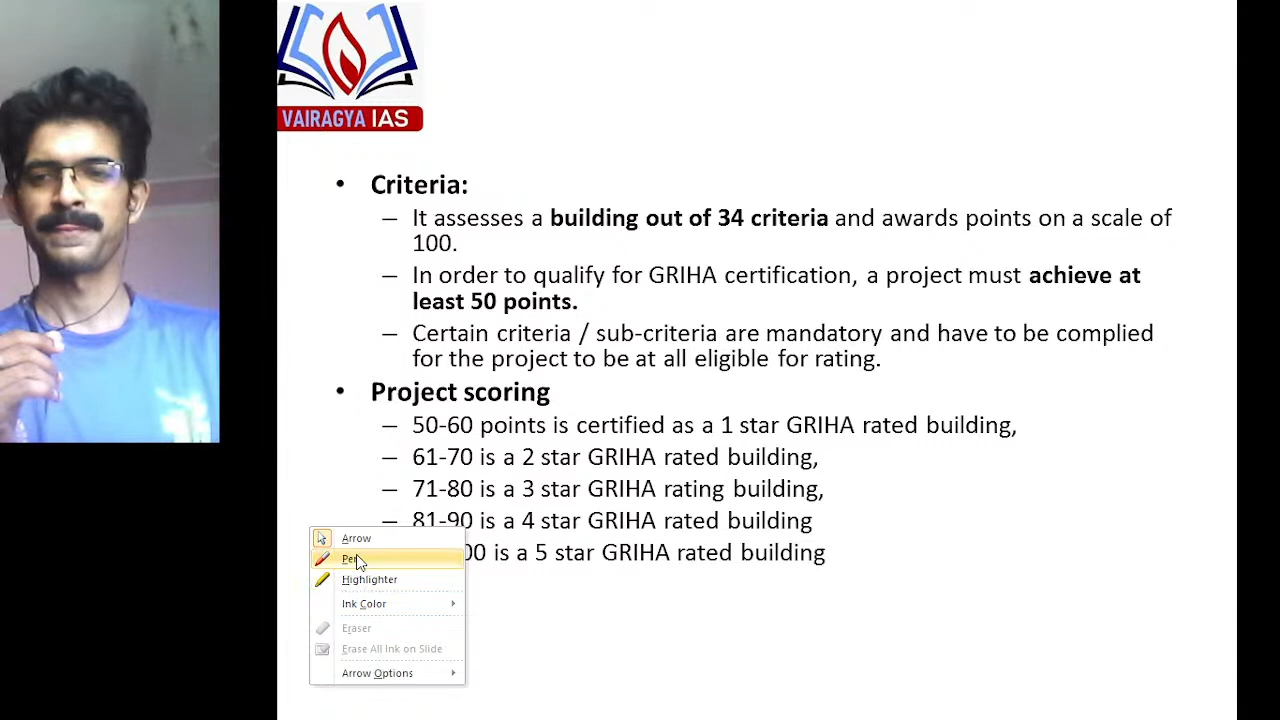 VAIRAGYA IAS
• Criteria:
– It assesses a building out of 34 criteria and awards points on a scale of
100.
– In order to qualify for GRIHA certification, a project must achieve at
least 50 points.
– Certain criteria / sub-criteria are mandatory and have to be complied
for the project to be at all eligible for rating.
• Project scoring
– 50-60 points is certified as a 1 star GRIHA rated building,
– 61-70 is a 2 star GRIHA rated building,
– 71-80 is a 3 star GRIHA rating building,
– 81-90 is a 4 star GRIHA rated building
00 is a 5 star GRIHA rated building
Arrow
Pen
Highlighter
Ink Color
Eraser
Erase All Ink on Slide
Arrow Options